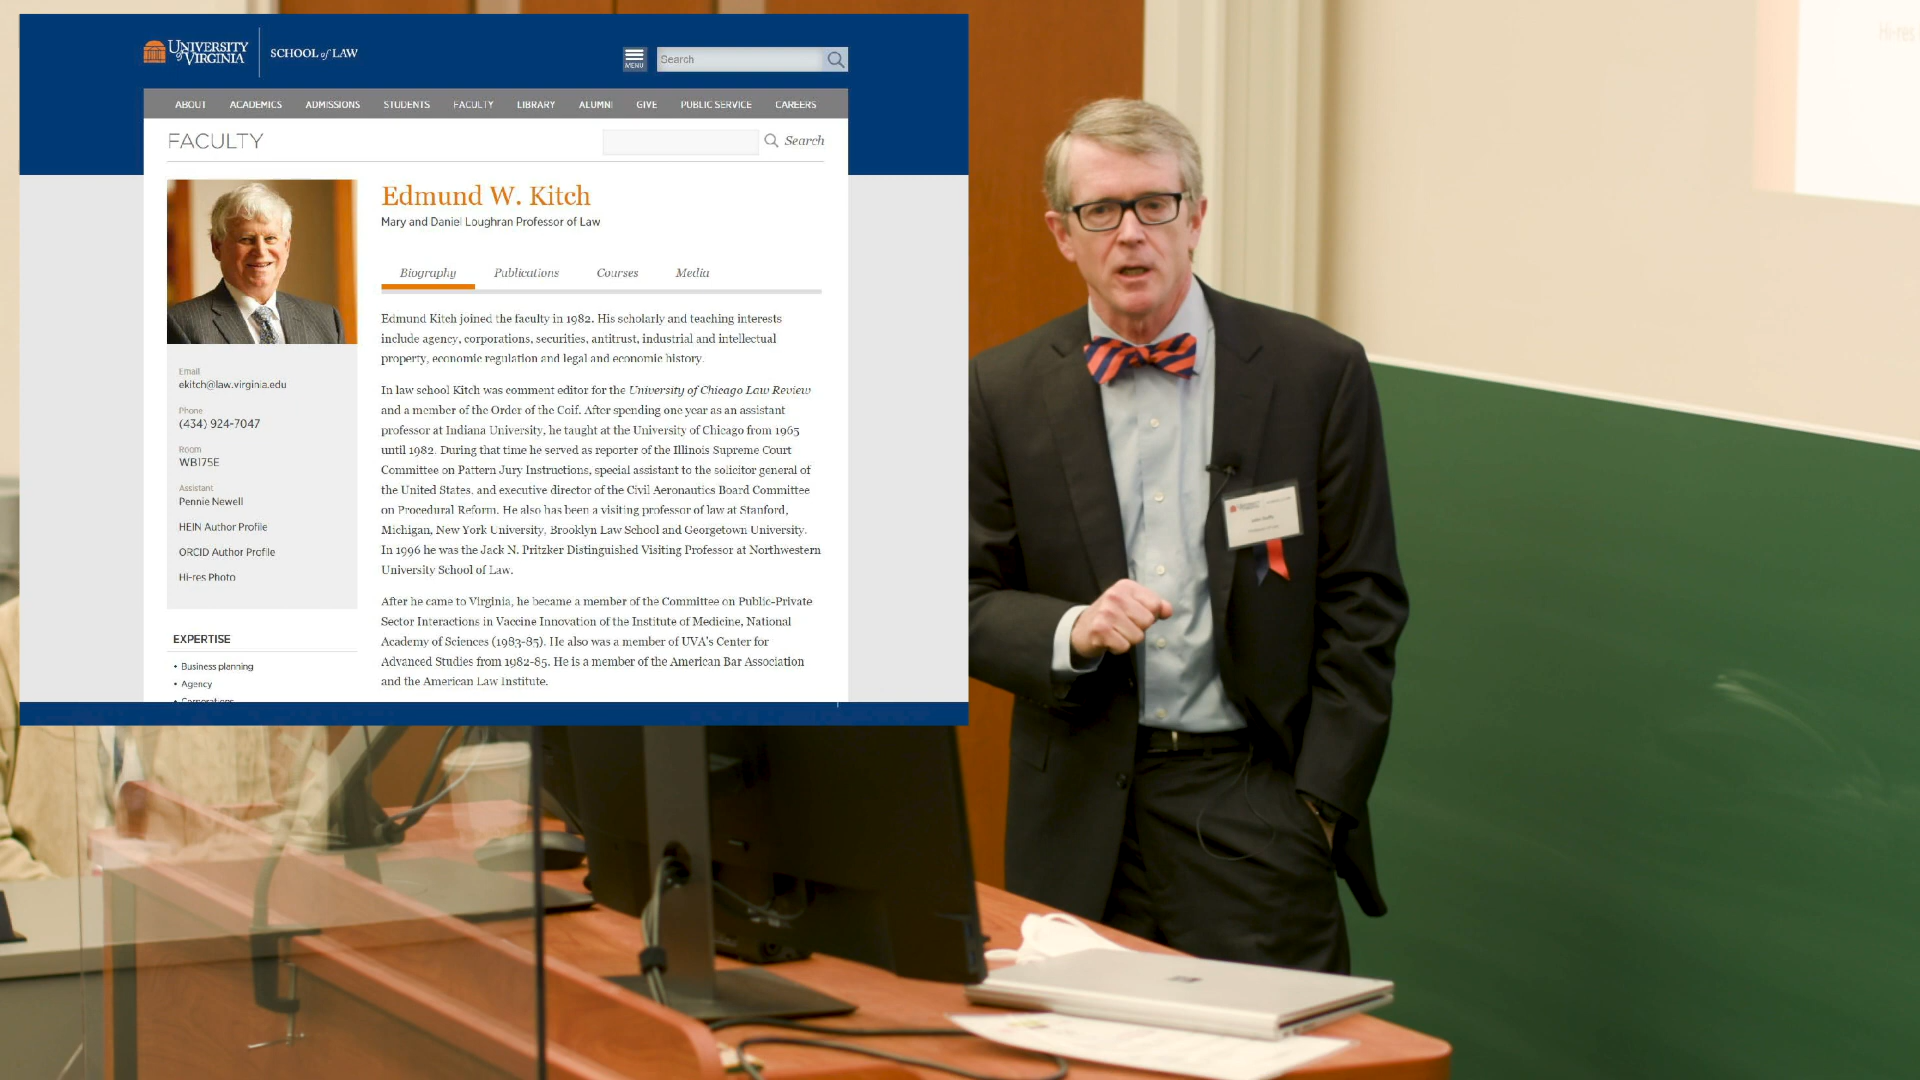 UNIVERSITY of VIRGINIA
SCHOOL of LAW
MENU
Search
ABOUT ACADEMICS ADMISSIONS STUDENTS FACULTY LIBRARY ALUMNI GIVE PUBLIC SERVICE CAREERS
FACULTY
Search
Edmund W. Kitch
Mary and Daniel Loughran Professor of Law
Biography Publications Courses Media
Edmund Kitch joined the faculty in 1982. His scholarly and teaching interests
include agency, corporations, securities, antitrust, industrial and intellectual
property, economic regulation and legal and economic history.
In law school Kitch was comment editor for the University of Chicago Law Review
and a member of the Order of the Coif. After spending one year as an assistant
professor at Indiana University, he taught at the University of Chicago from 1965
until 1982. During that time he served as reporter of the Illinois Supreme Court
Committee on Pattern Jury Instructions, special assistant to the solicitor general of
the United States, and executive director of the Civil Aeronautics Board Committee
on Procedural Reform. He also has been a visiting professor of law at Stanford,
Michigan, New York University, Brooklyn Law School and Georgetown University.
In 1996 he was the Jack N. Pritzker Distinguished Visiting Professor at Northwestern
University School of Law.
After he came to Virginia, he became a member of the Committee on Public-Private
Sector Interactions in Vaccine Innovation of the Institute of Medicine, National
Academy of Sciences (1983-85). He also was a member of UVA's Center for
Advanced Studies from 1982-85. He is a member of the American Bar Association
and the American Law Institute.
Email
ekitch@law.virginia.edu
Phone
(434) 924-7047
Room
WB175E
Assistant
Pennie Newell
HEIN Author Profile
ORCID Author Profile
Hi-res Photo
EXPERTISE
• Business planning
• Agency
• Corporations
Hi-res